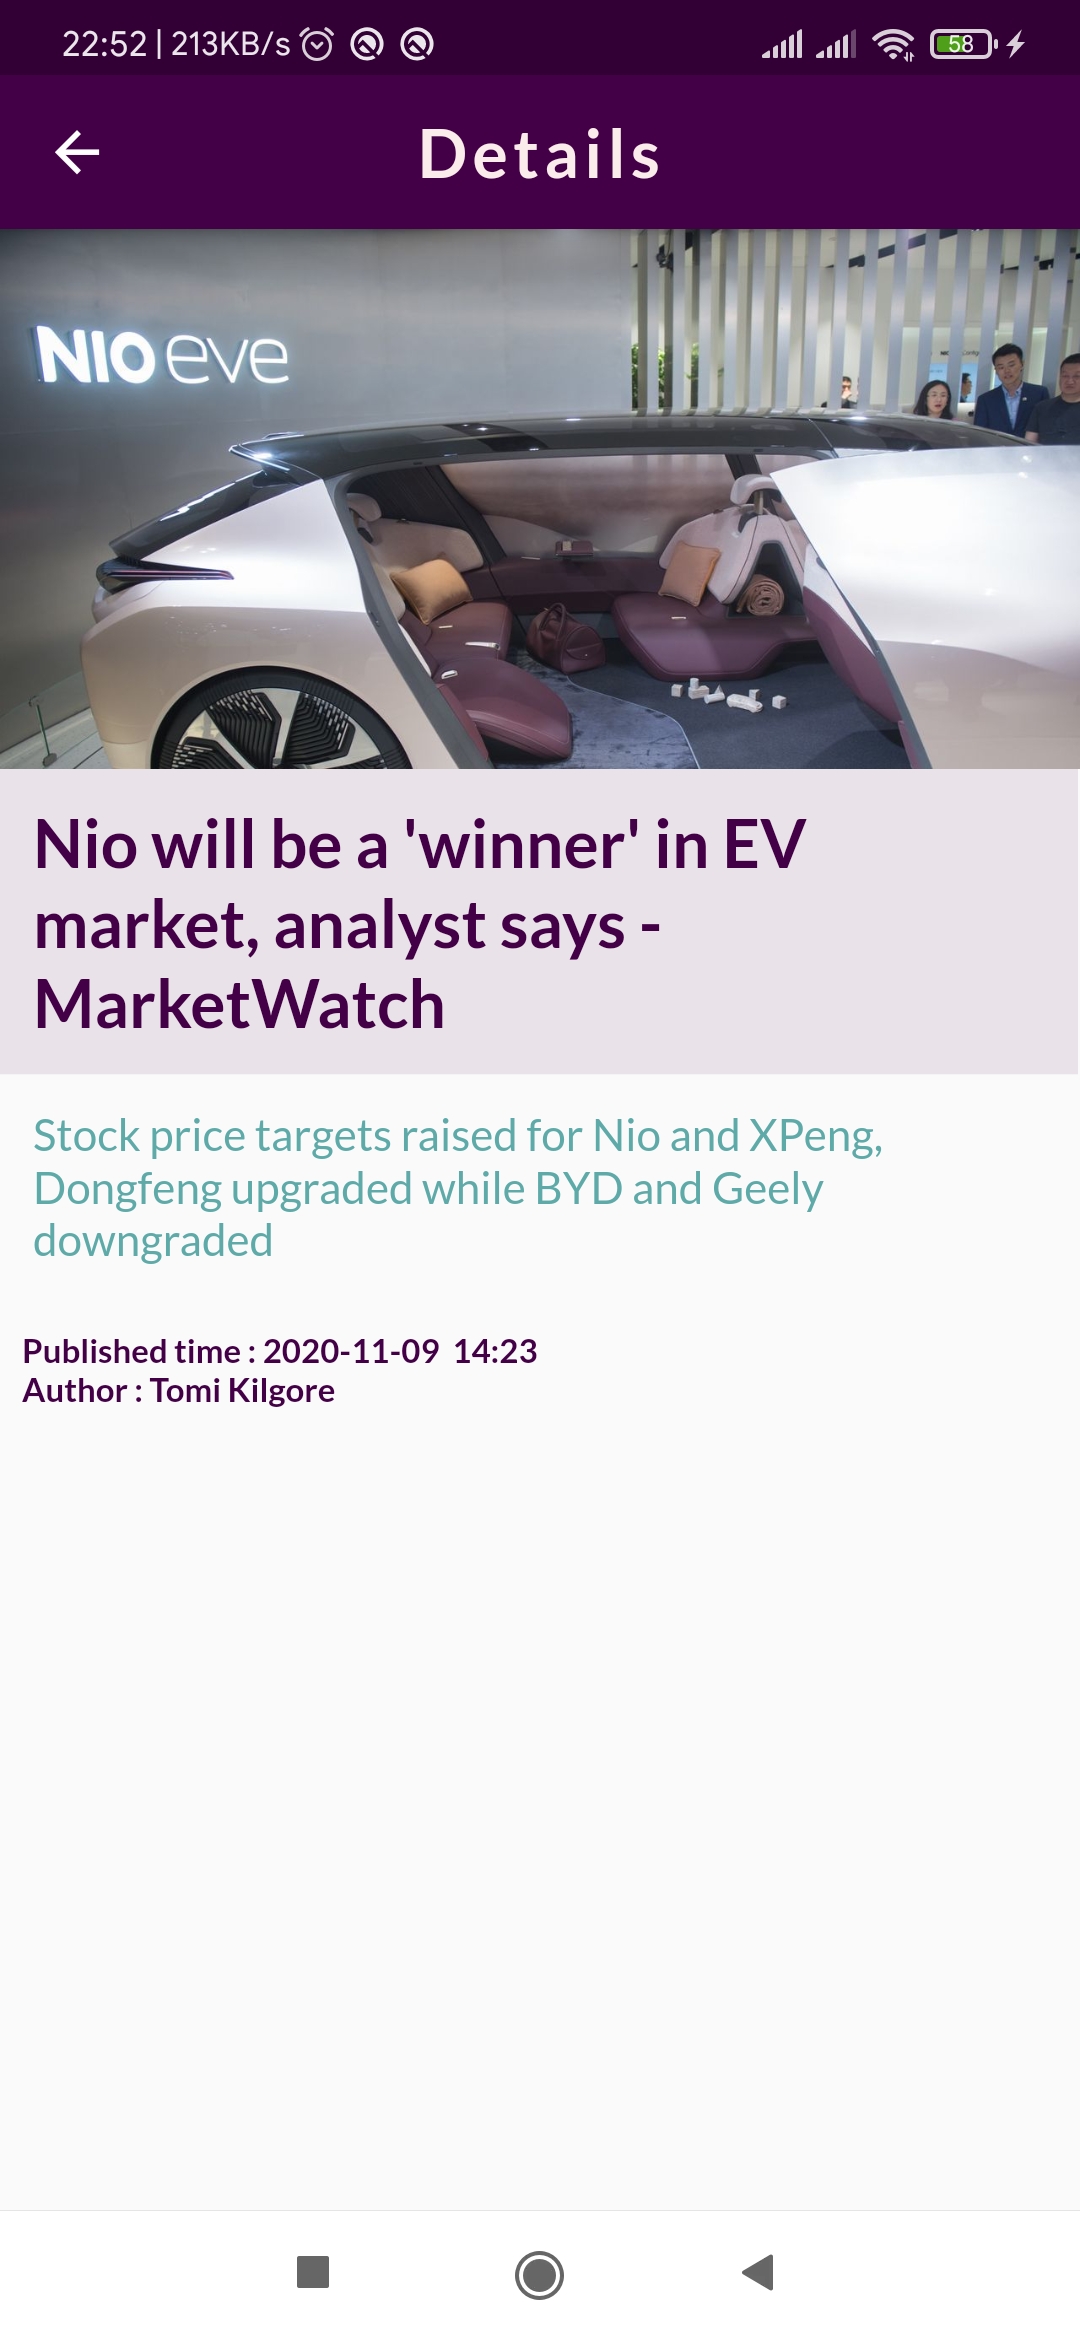 22:52 | 213KB/s
58
Details
NIO eve
Nio will be a 'winner' in EV
market, analyst says -
MarketWatch
Stock price targets raised for Nio and XPeng,
Dongfeng upgraded while BYD and Geely
downgraded
Published time : 2020-11-09 14:23
Author : Tomi Kilgore